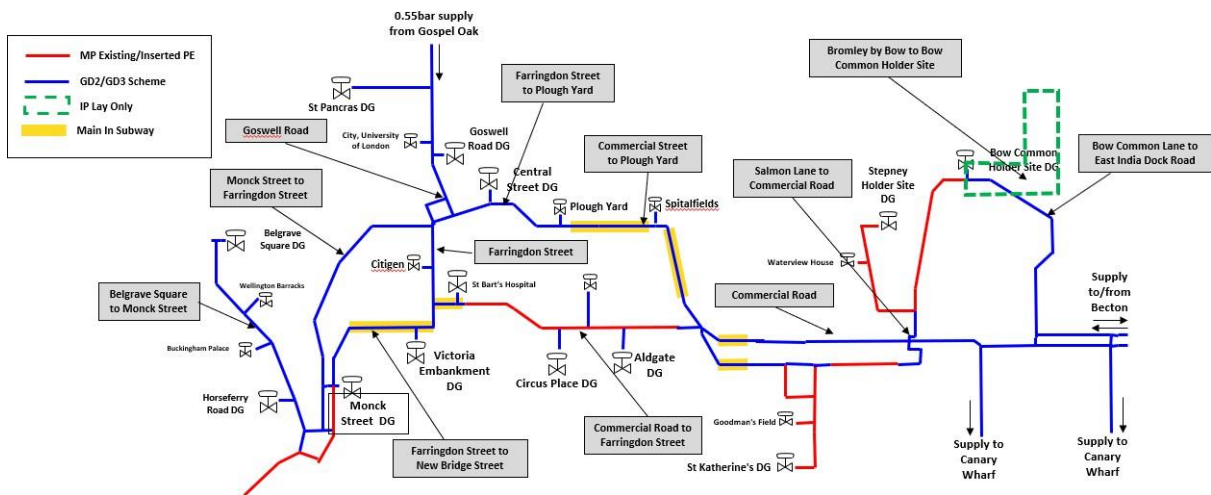 0.55bar supply
from Gospel Oak
MP Existing/Inserted PE
GD2/GD3 Scheme
IP Lay Only
Main In Subway
St Pancras DG
City, University
of London
Goswell Road
Goswell
Road DG
Farringdon Street
to Plough Yard
Central
Street DG
Commercial Street
to Plough Yard
Plough Yard
Spitalfields
Bromley by Bow to Bow
Common Holder Site
Bow Common
Holder Site DG
Bow Common Lane to
East India Dock Road
Salmon Lane to
Commercial Road
Stepney
Holder Site
DG
Waterview House
Monck Street to
Farringdon Street
Belgrave
Square DG
Wellington Barracks
Belgrave Square
to Monck Street
Buckingham Palace
Horseferry
Road DG
Citigen
Farringdon Street
St Bart's Hospital
Victoria
Embankment
DG
Circus Place DG
Aldgate
DG
Commercial Road
Supply
to/from
Becton
Monck
Street DG
Farringdon Street to
New Bridge Street
Commercial Road to
Farringdon Street
Goodman's Field
St Katherine's DG
Supply to
Canary
Wharf
Supply to
Canary
Wharf